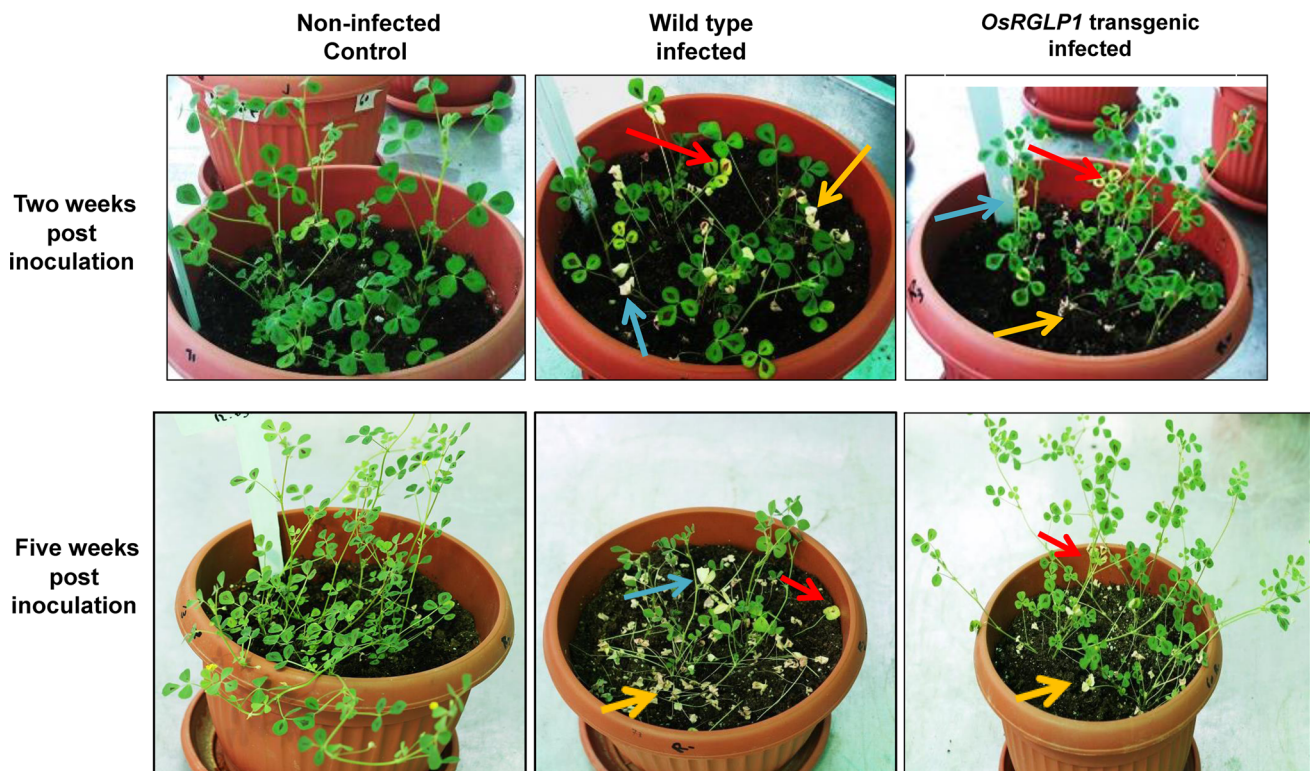 Non-infected
Control
Wild type
infected
OsRGLP1 transgenic
infected
Two weeks
post
inoculation
Five weeks
post
inoculation